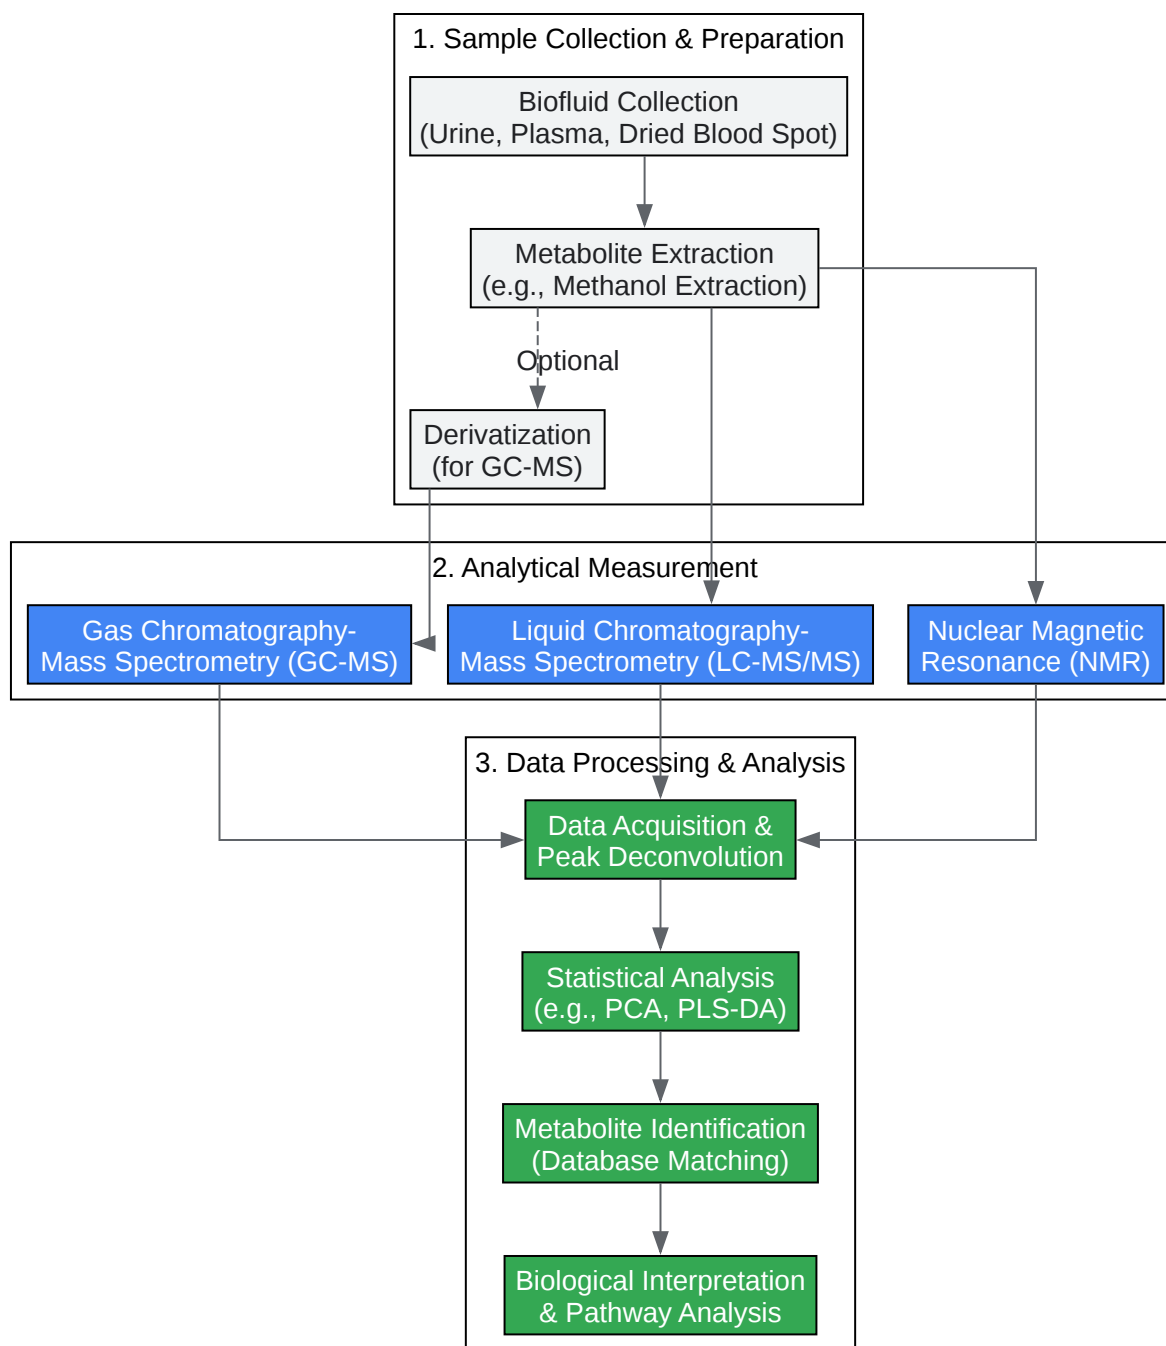 1. Sample Collection & Preparation
Biofluid Collection
(Urine, Plasma, Dried Blood Spot)
Metabolite Extraction
(e.g., Methanol Extraction)
Optional
Derivatization
(for GC-MS)
2. Analytical Measurement
Gas Chromatography-
Mass Spectrometry (GC-MS)
Liquid Chromatography-
Mass Spectrometry (LC-MS/MS)
Nuclear Magnetic
Resonance (NMR)
3. Data Processing & Analysis
Data Acquisition &
Peak Deconvolution
Statistical Analysis
(e.g., PCA, PLS-DA)
Metabolite Identification
(Database Matching)
Biological Interpretation
& Pathway Analysis